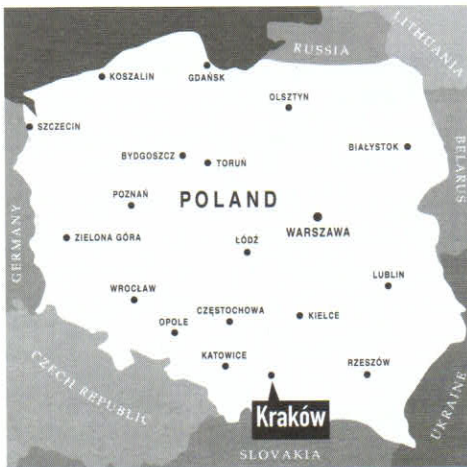 LITHUANIA
RUSSIA
KOSZALIN
GDAŃSK
OLSZTYN
SZCZECIN
BYDGOSZCZ
TORUŃ
BIAŁYSTOK
BELARUS
POZNAŃ
POLAND
WARSZAWA
GERMANY
ZIELONA GÓRA
ŁÓDŹ
LUBLIN
WROCŁAW
CZĘSTOCHOWA
KIELCE
OPOLE
KATOWICE
RZESZÓW
CZECH REPUBLIC
Kraków
UKRAINE
SLOVAKIA